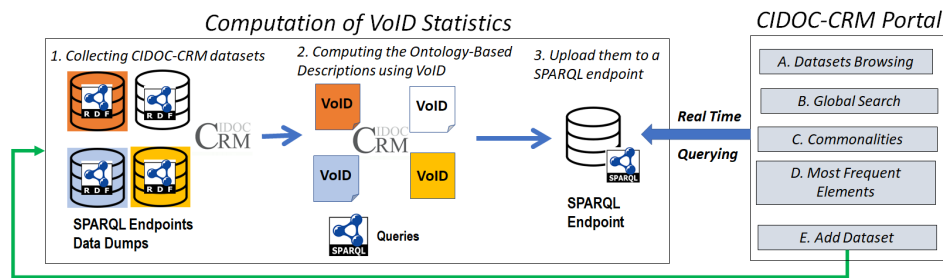 Computation of VoID Statistics
CIDOC-CRM Portal
1. Collecting CIDOC-CRM datasets
2. Computing the Ontology-Based
Descriptions using VoID
3. Upload them to a
SPARQL endpoint
RDF
RDF
RDF
RDF
CIDOC
CRM
SPARQL Endpoints
Data Dumps
VoID
VoID
CIDOC
CRM
VoID
VoID
SPARQL
Queries
SPARQL
SPARQL
Endpoint
Real Time
Querying
A. Datasets Browsing
B. Global Search
C. Commonalities
D. Most Frequent
Elements
E. Add Dataset